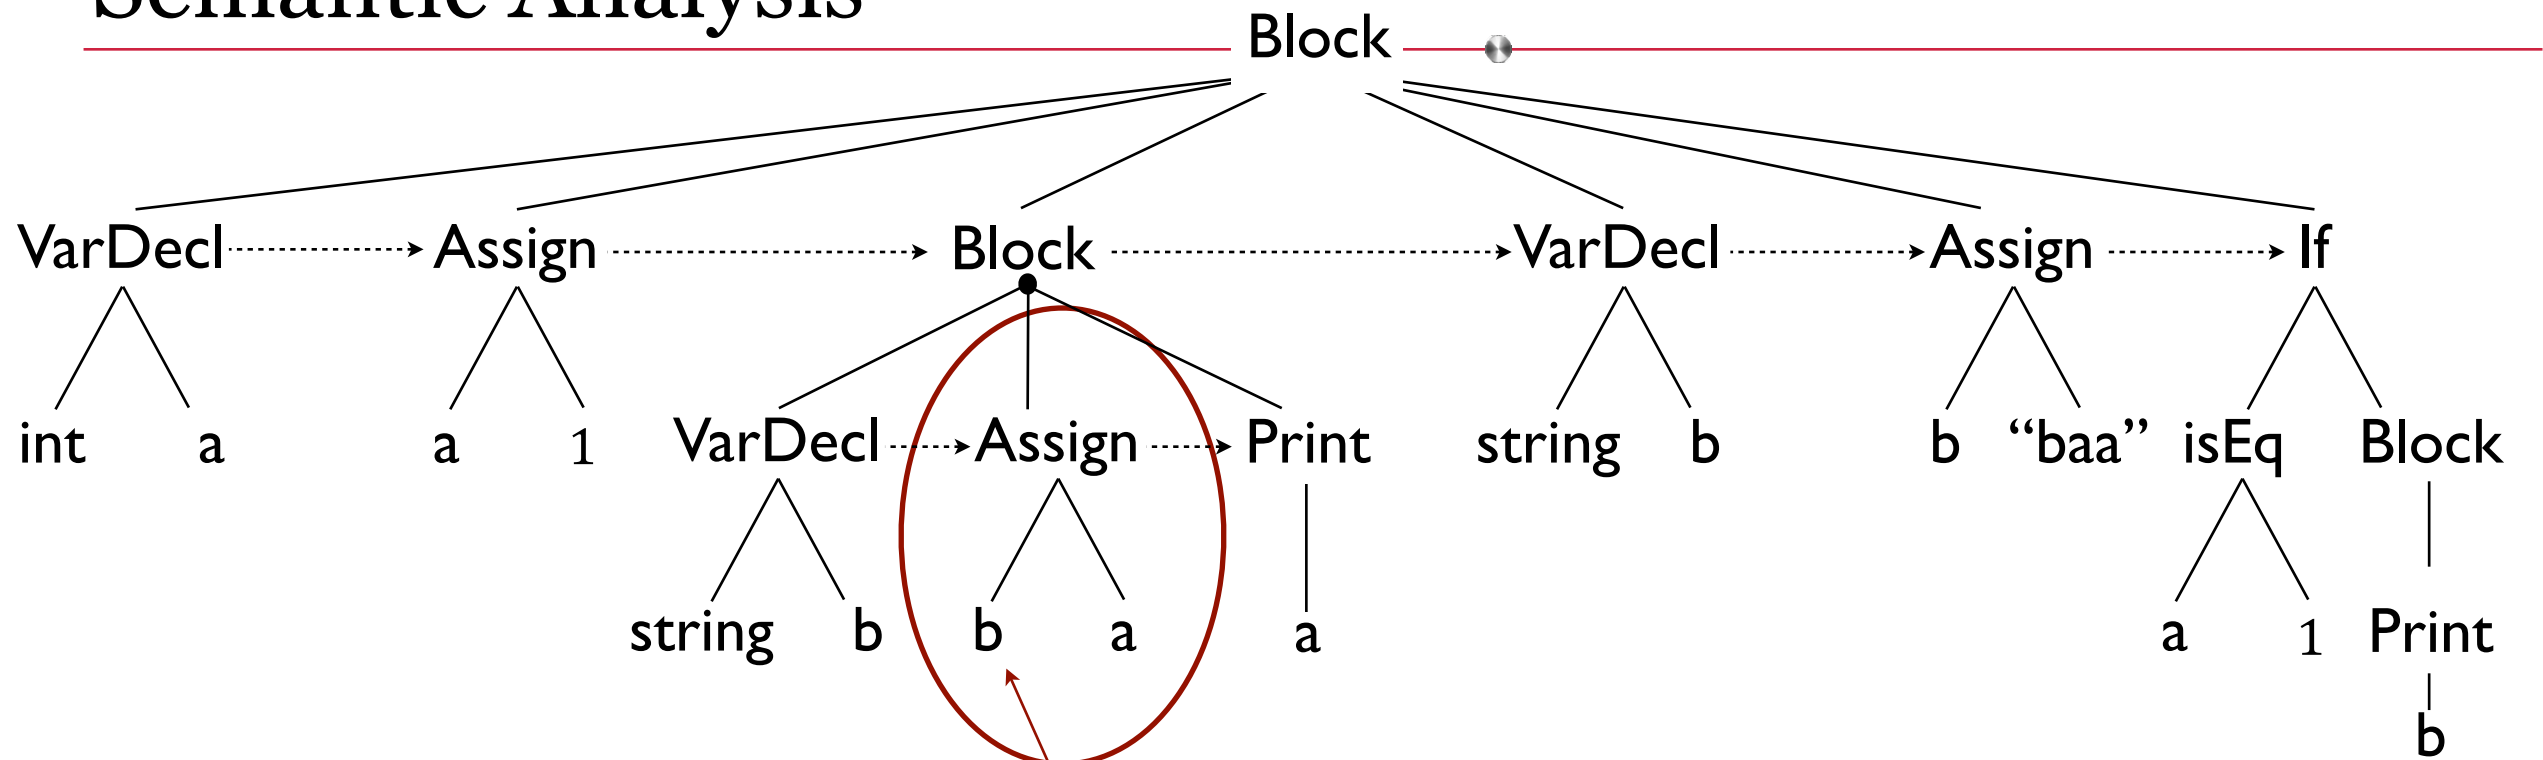 Semantic Analysis
Block
VarDecl Assign Block VarDecl Assign If
int a a 1 VarDecl Assign Print string b b “baa” isEq Block
string b b a a a 1 Print
b